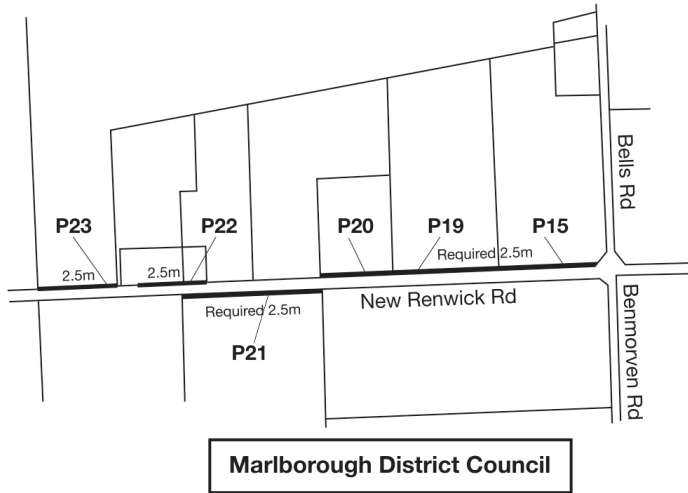 P23
P22
P20
P19
P15
2.5m
2.5m
Required 2.5m
Required 2.5m
New Renwick Rd
P21
Bells Rd
Benmorven Rd
Marlborough District Council